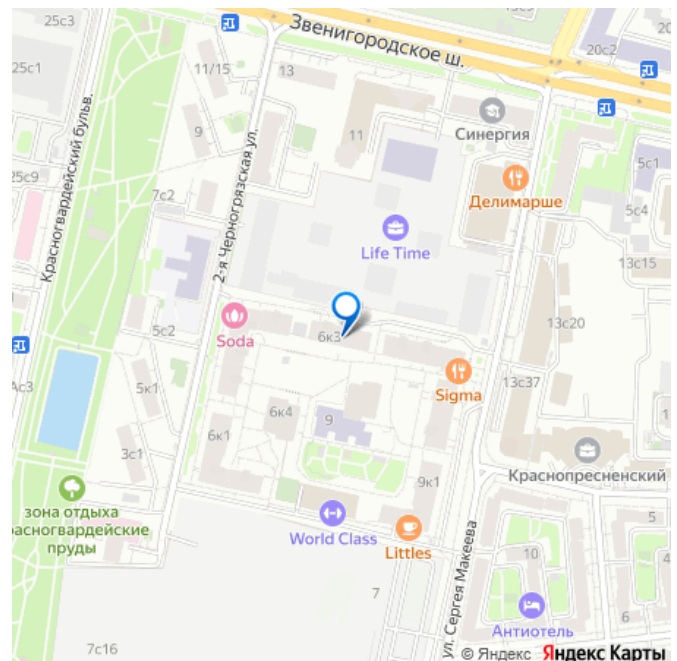 25с3
Звенигородское ш.
20с2
20
25с1
11/15
13
11
Синергия
9
5с1
25с9
Делимарше
7с2
5с4
Красногвардейский бульв.
2-я Черногрязская ул.
Life Time
13с15
Soda
6к3
13с20
5с2
Ас3
5к1
Sigma
13с37
6к4
9
6к1
3с1
9к1
Краснопресненский
зона отдыха
расногвардейские
пруды
World Class
Littles
5
10
4
7
ул. Сергея Макеева
6
Антиотель
7с16
© Яндекс Яндекс Карты